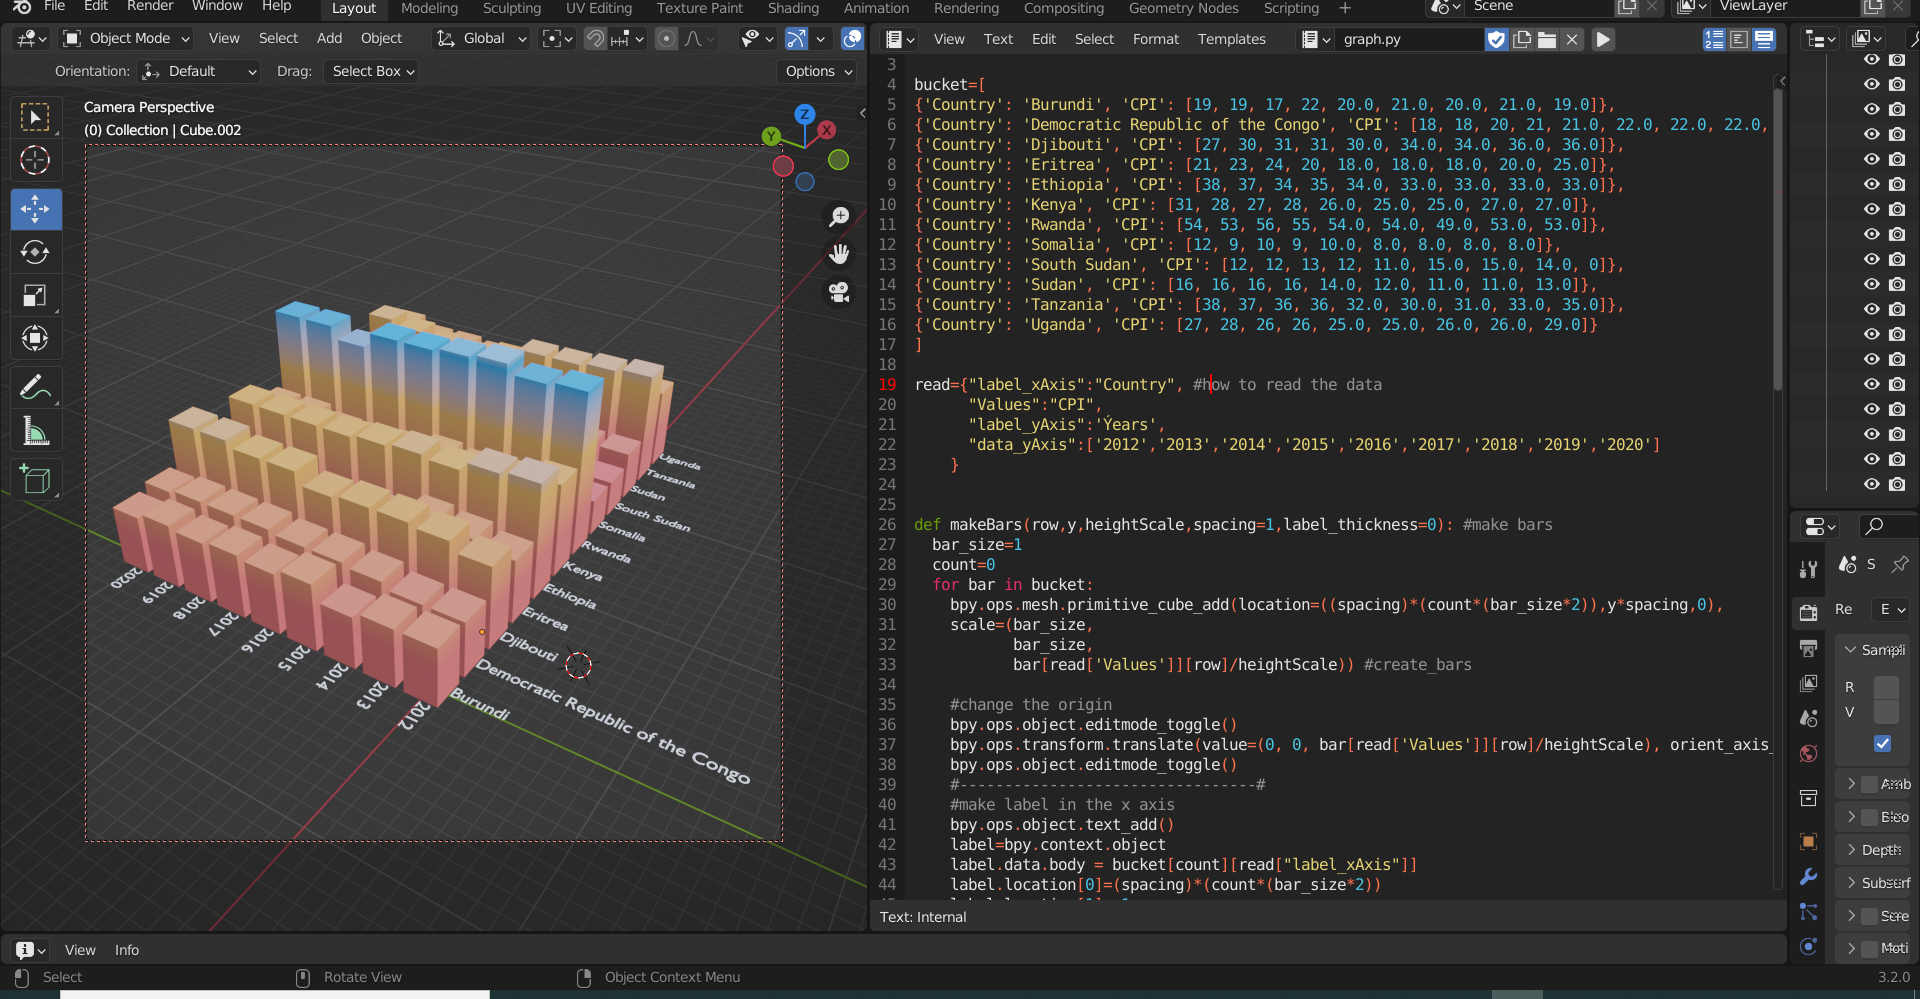 File Edit Render Window Help Layout Modeling Sculpting UV Editing Texture Paint Shading Animation Rendering Compositing Geometry Nodes Scripting + Scene ViewLayer
Object Mode View Select Add Object Global
View Text Edit Select Format Templates graph.py
Orientation: Default Drag: Select Box Options
Camera Perspective
(0) Collection | Cube.002
Z
Y
X
Uganda
Tanzania
Sudan
South Sudan
Somalia
Rwanda
Kenya
Ethiopia
Eritrea
Djibouti
Democratic Republic of the Congo
Burundi
2020
2019
2018
2017
2016
2015
2014
2013
2012
3
4 bucket=[
5 {'Country': 'Burundi', 'CPI': [19, 19, 17, 22, 20.0, 21.0, 20.0, 21.0, 19.0]},
6 {'Country': 'Democratic Republic of the Congo', 'CPI': [18, 18, 20, 21, 21.0, 22.0, 22.0, 22.0,
7 {'Country': 'Djibouti', 'CPI': [27, 30, 31, 31, 30.0, 34.0, 34.0, 36.0, 36.0]},
8 {'Country': 'Eritrea', 'CPI': [21, 23, 24, 20, 18.0, 18.0, 18.0, 20.0, 25.0]},
9 {'Country': 'Ethiopia', 'CPI': [38, 37, 34, 35, 34.0, 33.0, 33.0, 33.0, 33.0]},
10 {'Country': 'Kenya', 'CPI': [31, 28, 27, 28, 26.0, 25.0, 25.0, 27.0, 27.0]},
11 {'Country': 'Rwanda', 'CPI': [54, 53, 56, 55, 54.0, 54.0, 49.0, 53.0, 53.0]},
12 {'Country': 'Somalia', 'CPI': [12, 9, 10, 9, 10.0, 8.0, 8.0, 8.0, 8.0]},
13 {'Country': 'South Sudan', 'CPI': [12, 12, 13, 12, 11.0, 15.0, 15.0, 14.0, 0]},
14 {'Country': 'Sudan', 'CPI': [16, 16, 16, 16, 14.0, 12.0, 11.0, 11.0, 13.0]},
15 {'Country': 'Tanzania', 'CPI': [38, 37, 36, 36, 32.0, 30.0, 31.0, 33.0, 35.0]},
16 {'Country': 'Uganda', 'CPI': [27, 28, 26, 26, 25.0, 25.0, 26.0, 26.0, 29.0]}
17 ]
18
19 read={"label_xAxis":"Country", #how to read the data
20 "Values":"CPI",
21 "label_yAxis":'Ýears',
22 "data_yAxis":['2012','2013','2014','2015','2016','2017','2018','2019','2020']
23 }
24
25
26 def makeBars(row,y,heightScale,spacing=1,label_thickness=0): #make bars
27 bar_size=1
28 count=0
29 for bar in bucket:
30 bpy.ops.mesh.primitive_cube_add(location=((spacing)*(count*(bar_size*2)),y*spacing,0),
31 scale=(bar_size,
32 bar_size,
33 bar[read['Values']][row]/heightScale)) #create_bars
34
35 #change the origin
36 bpy.ops.object.editmode_toggle()
37 bpy.ops.transform.translate(value=(0, 0, bar[read['Values']][row]/heightScale), orient_axis_
38 bpy.ops.object.editmode_toggle()
39 #---------------------------------#
40 #make label in the x axis
41 bpy.ops.object.text_add()
42 label=bpy.context.object
43 label.data.body = bucket[count][read["label_xAxis"]]
44 label.location[0]=(spacing)*(count*(bar_size*2))
Text: Internal
S
Re E
Sampli
R
V
Depth
View Info
Select Rotate View Object Context Menu 3.2.0